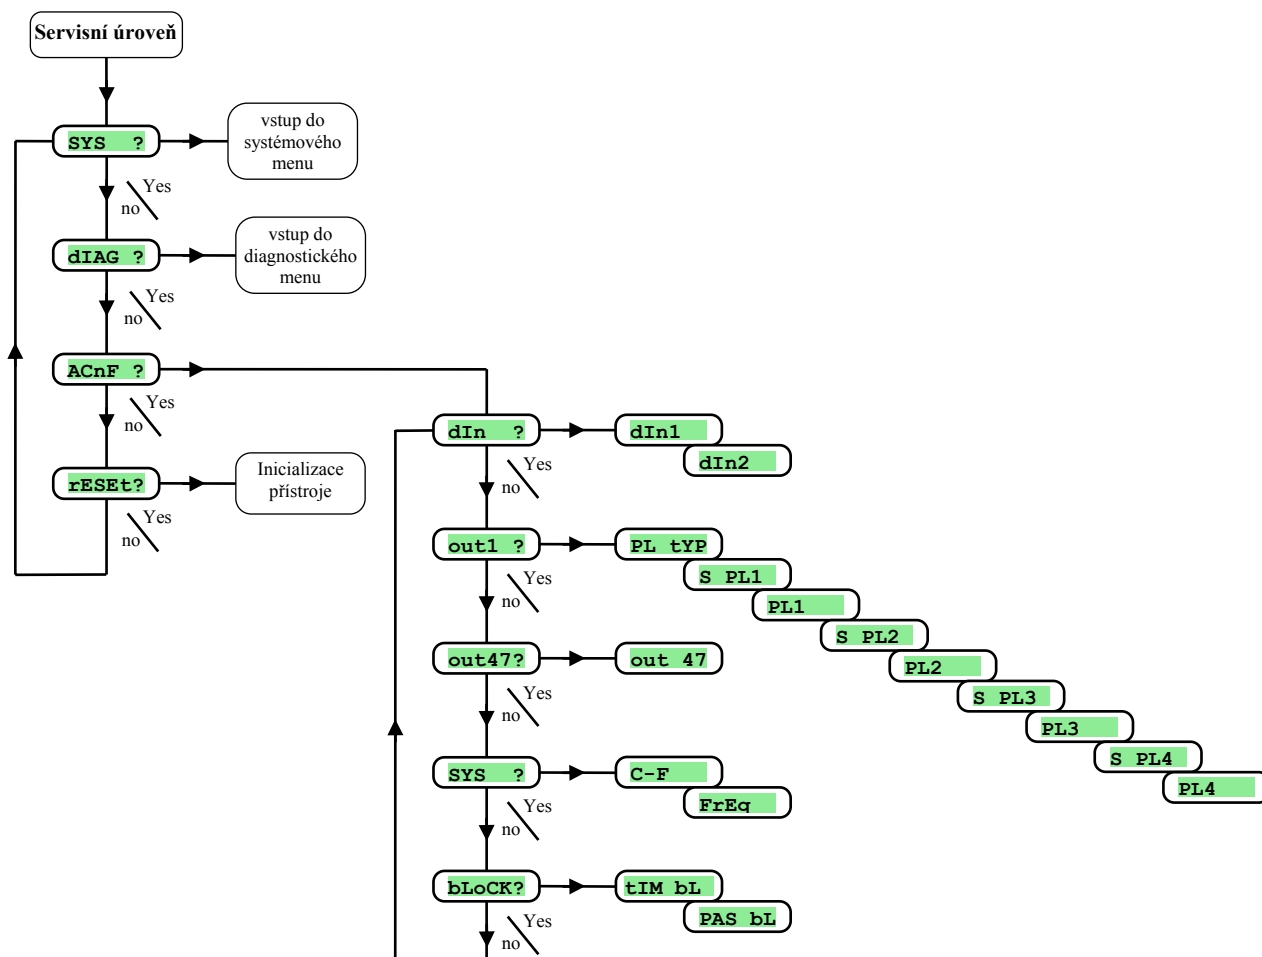 Servisní úroveň
SYS ?
vstup do
systémového
menu
Yes
no
dIAG ?
vstup do
diagnostického
menu
Yes
no
ACnF ?
Yes
no
rESEt?
Inicializace
přístroje
Yes
no
dIn ?
dIn1
dIn2
Yes
no
out1 ?
PL tYP
S PL1
PL1
S PL2
PL2
S PL3
PL3
S PL4
PL4
Yes
no
out47?
out 47
Yes
no
SYS ?
C-F
FrEq
Yes
no
bLoCK?
tIM bL
PAS bL
Yes
no